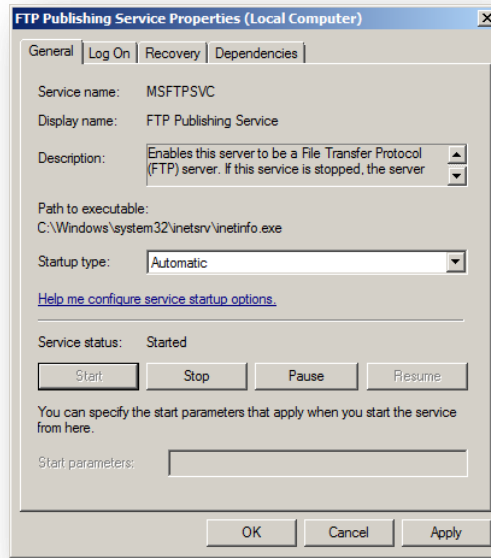 FTP Publishing Service Properties (Local Computer)
General Log On Recovery Dependencies
Service name: MSFTPSVC
Display name: FTP Publishing Service
Description: Enables this server to be a File Transfer Protocol
(FTP) server. If this service is stopped, the server
Path to executable:
C:\Windows\system32\inetsrv\inetinfo.exe
Startup type: Automatic
Help me configure service startup options.
Service status: Started
Start Stop Pause Resume
You can specify the start parameters that apply when you start the service
from here.
Start parameters:
OK Cancel Apply